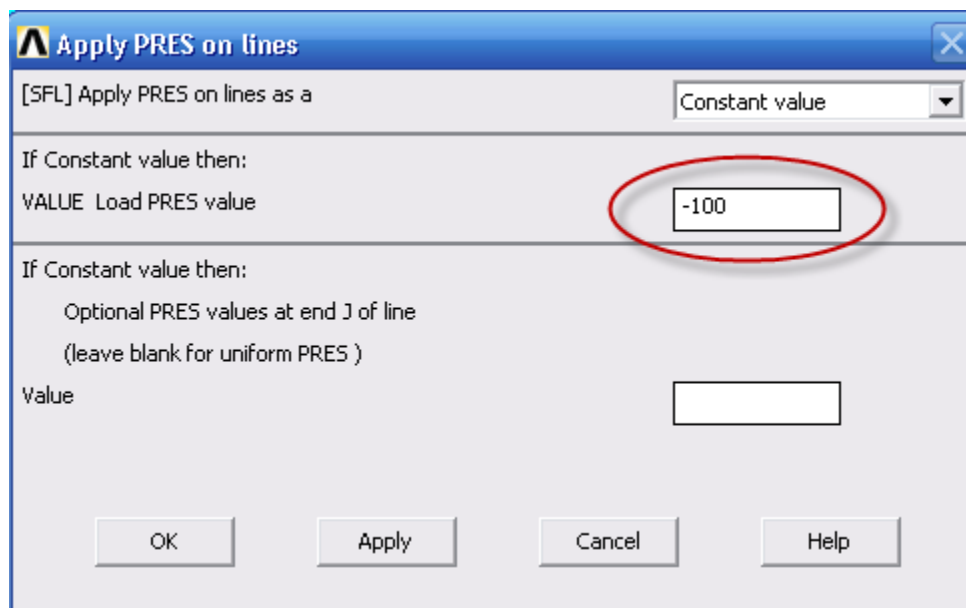 Apply PRES on lines
[SFL] Apply PRES on lines as a Constant value
If Constant value then:
VALUE Load PRES value -100
If Constant value then:
Optional PRES values at end J of line
(leave blank for uniform PRES )
Value
OK Apply Cancel Help